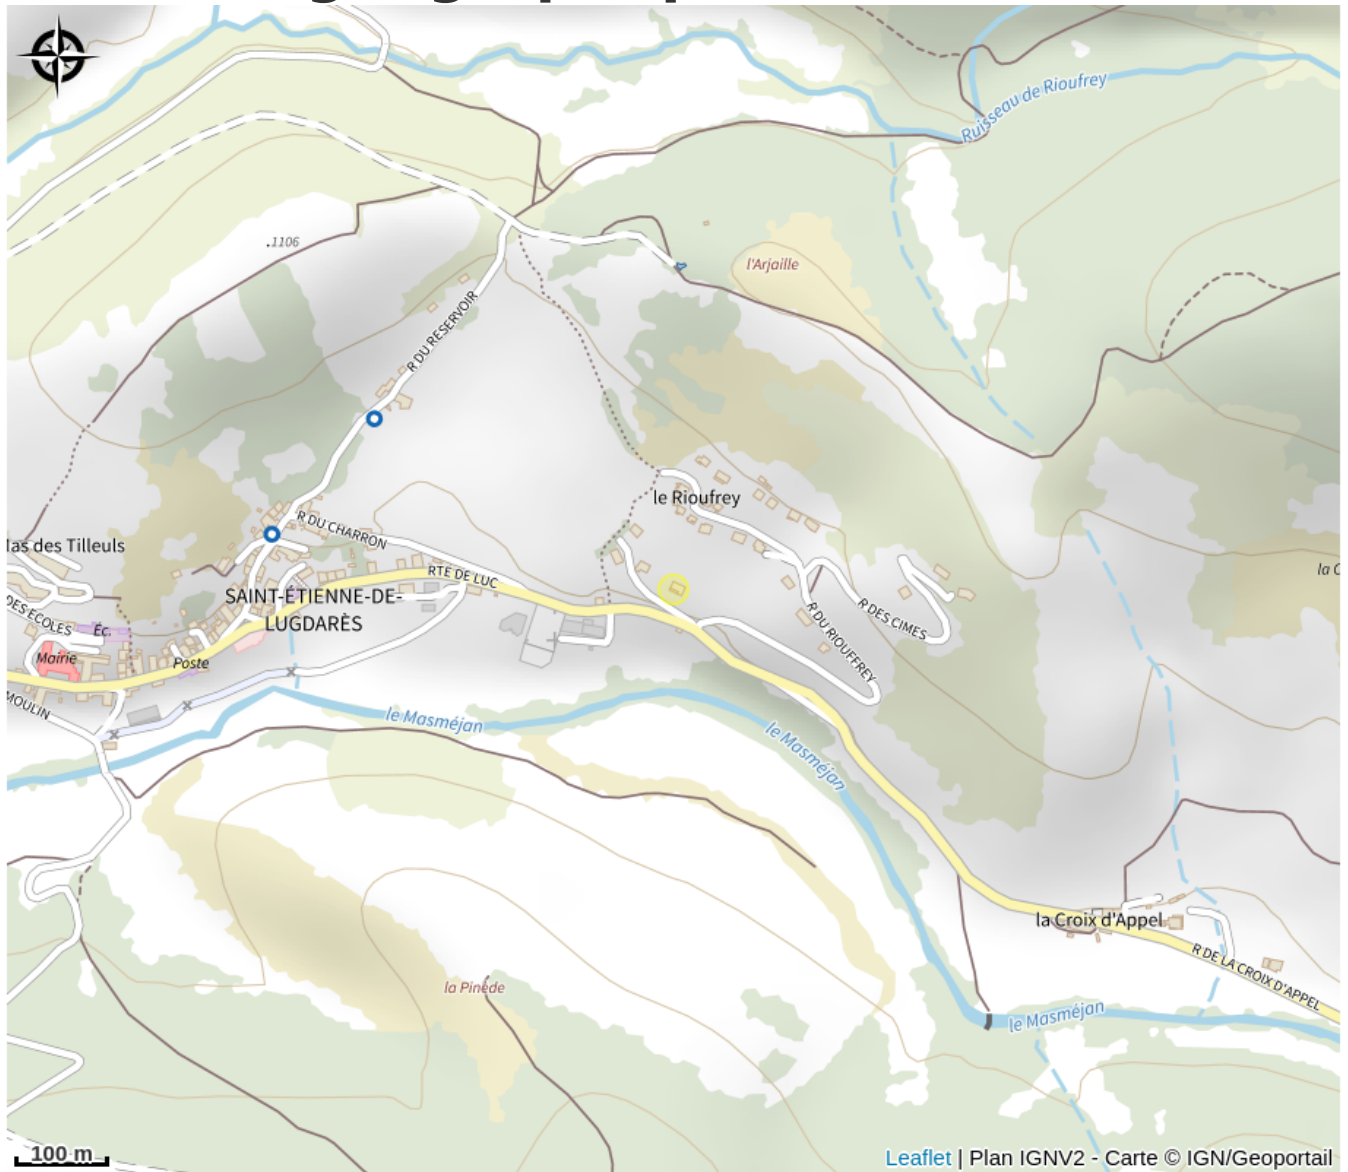 Ruisseau de Rioufrey
.1106
l'Arjaille
R DU RESERVOIR
le Rioufrey
R DU CHARRON
las des Tilleuls
RTE DE LUC
SAINT-ÉTIENNE-DE-
LUGDARÈS
DES ÉCOLES
Éc.
Mairie
Poste
R DES CIMES
R DU RIOUFFREY
MOULIN
le Masméjan
le Masméjan
la C
la Croix d'Appel
R DE LA CROIX D'APPEL
la Pinède
le Masméjan
100 m
Leaflet | Plan IGNV2 - Carte © IGN/Geoportail